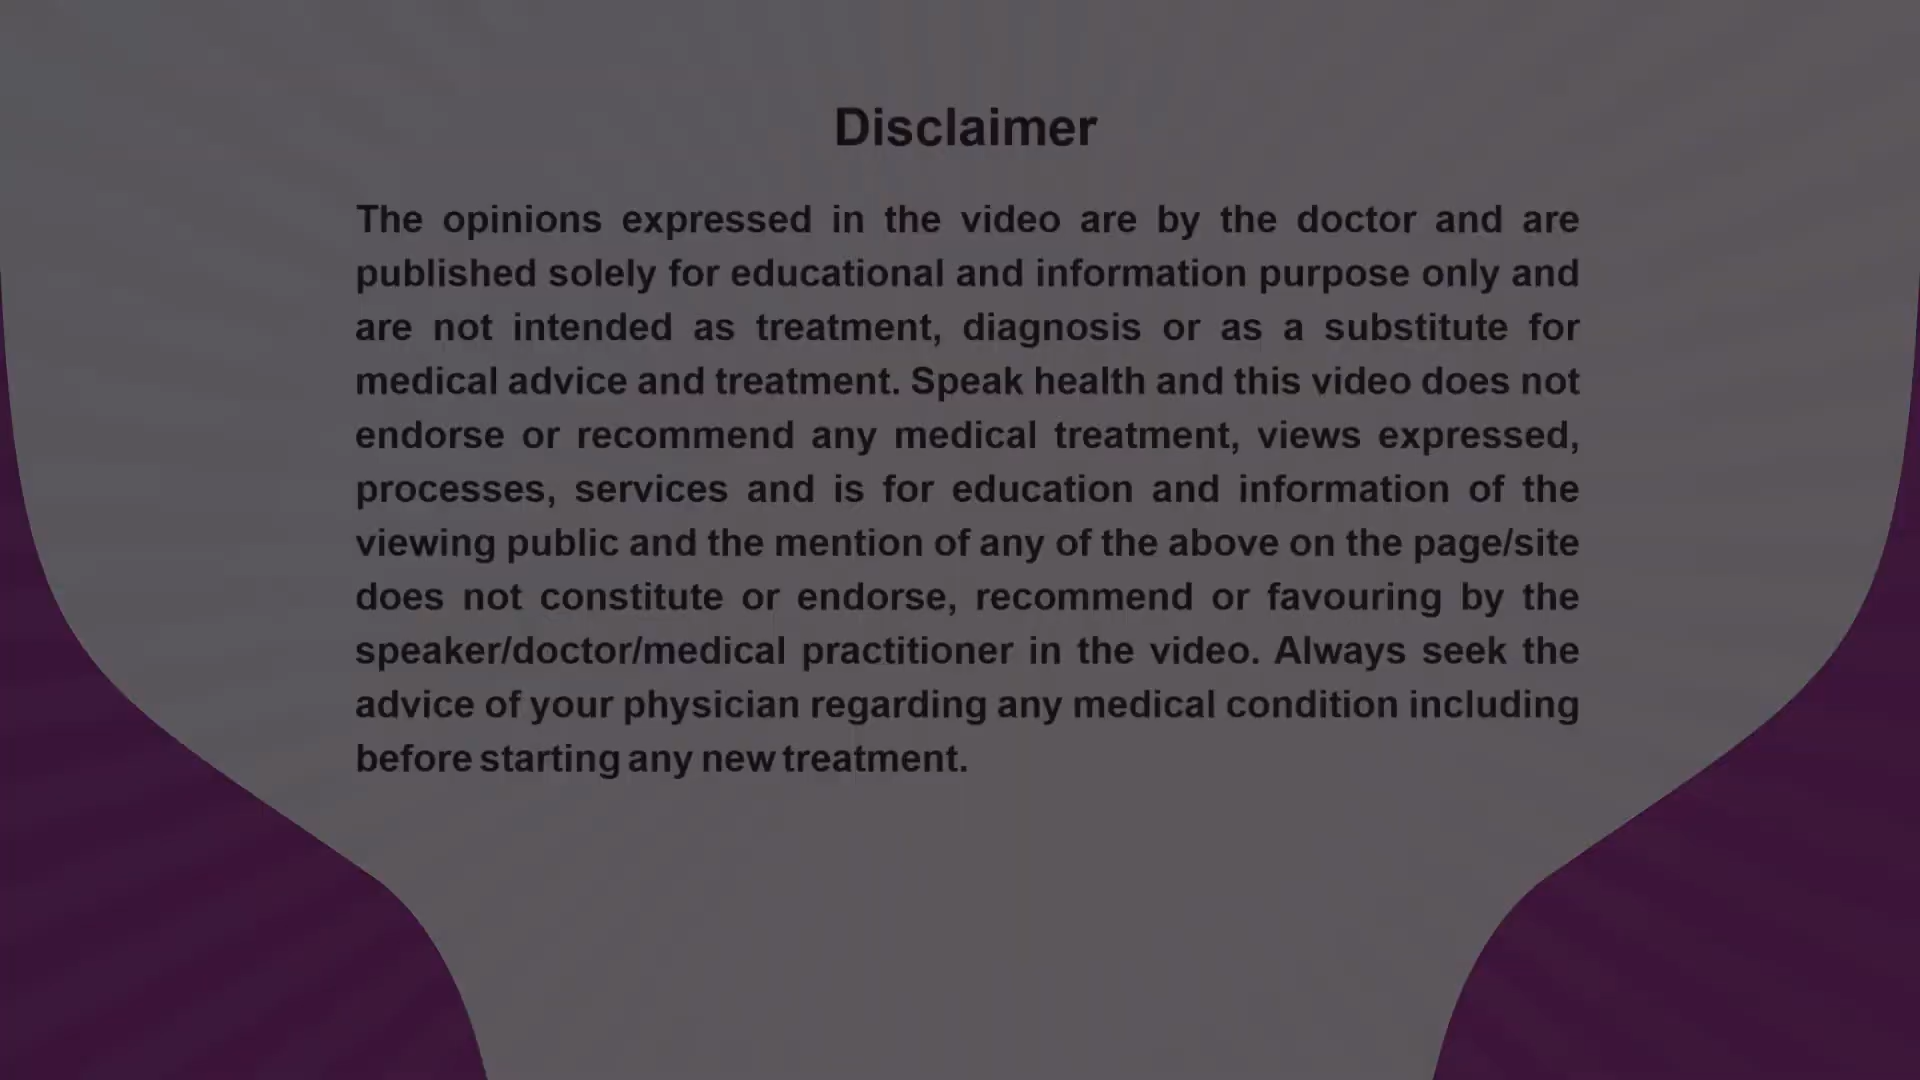 Disclaimer
The opinions expressed in the video are by the doctor and are
published solely for educational and information purpose only and
are not intended as treatment, diagnosis or as a substitute for
medical advice and treatment. Speak health and this video does not
endorse or recommend any medical treatment, views expressed,
processes, services and is for education and information of the
viewing public and the mention of any of the above on the page/site
does not constitute or endorse, recommend or favouring by the
speaker/doctor/medical practitioner in the video. Always seek the
advice of your physician regarding any medical condition including
before starting any new treatment.